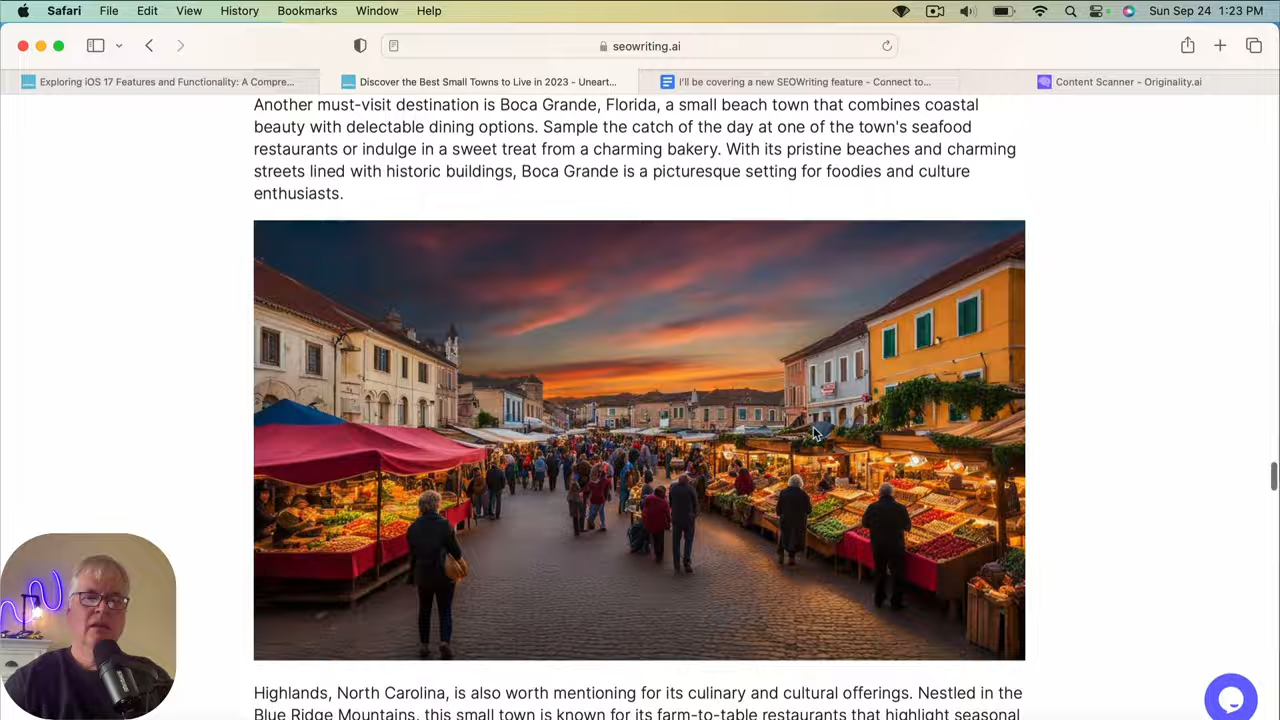 Safari File Edit View History Bookmarks Window Help Sun Sep 24 1:23 PM
seowriting.ai
Exploring iOS 17 Features and Functionality: A Compre... Discover the Best Small Towns to Live in 2023 - Uneart... I'll be covering a new SEOWriting feature - Connect to... Content Scanner - Originality.ai
Another must-visit destination is Boca Grande, Florida, a small beach town that combines coastal
beauty with delectable dining options. Sample the catch of the day at one of the town's seafood
restaurants or indulge in a sweet treat from a charming bakery. With its pristine beaches and charming
streets lined with historic buildings, Boca Grande is a picturesque setting for foodies and culture
enthusiasts.
Highlands, North Carolina, is also worth mentioning for its culinary and cultural offerings. Nestled in the
Blue Ridge Mountains, this small town is known for its farm-to-table restaurants that highlight seasonal